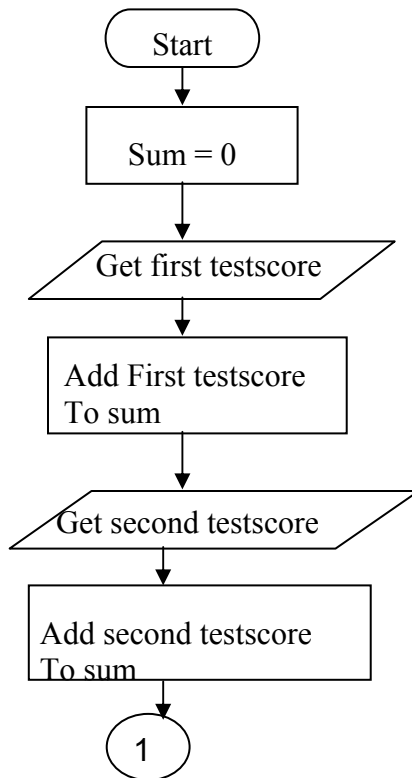 Start
Sum = 0
Get first testscore
Add First testscore
To sum
Get second testscore
Add second testscore
To sum
1